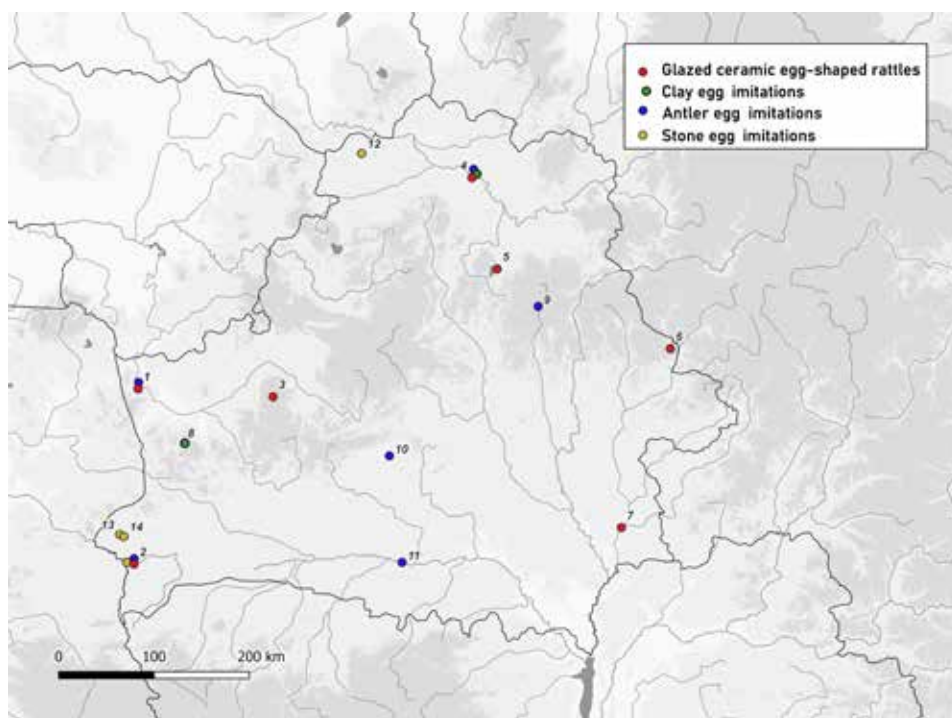 Glazed ceramic egg-shaped rattles
Clay egg imitations
Antler egg imitations
Stone egg imitations
12
4
5
9
6
1
3
8
10
7
13 14
2
11
0 100 200 km